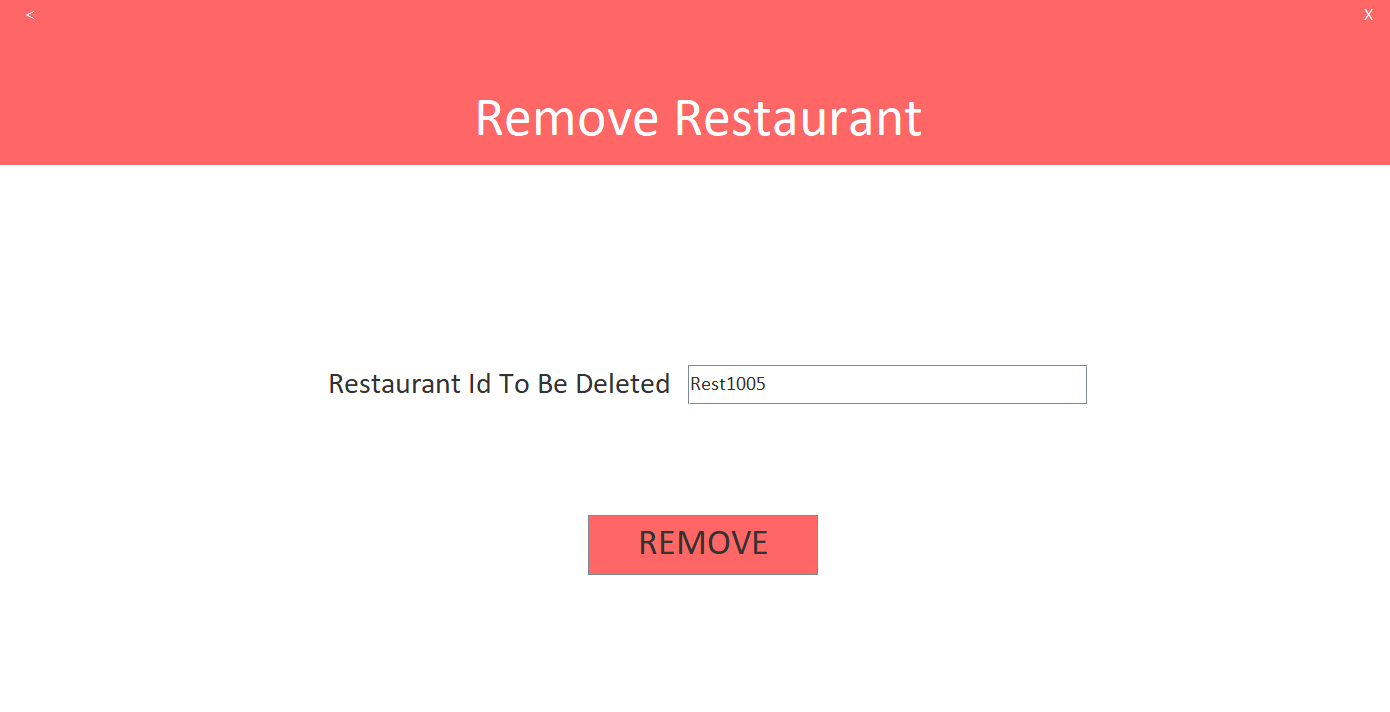 < X
Remove Restaurant
Restaurant Id To Be Deleted Rest1005
REMOVE